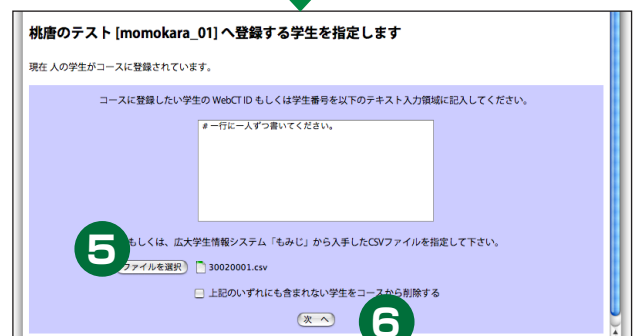 桃唐のテスト [momokara_01] へ登録する学生を指定します
現在 人の学生がコースに登録されています。
コースに登録したい学生の WebCT ID もしくは学生番号を以下のテキスト入力領域に記入してください。
# 一行に一人ずつ書いてください。
5
もしくは、広大学生情報システム「もみじ」から入手したCSVファイルを指定して下さい。
ファイルを選択 30020001.csv
上記のいずれにも含まれない学生をコースから削除する
次 へ
6